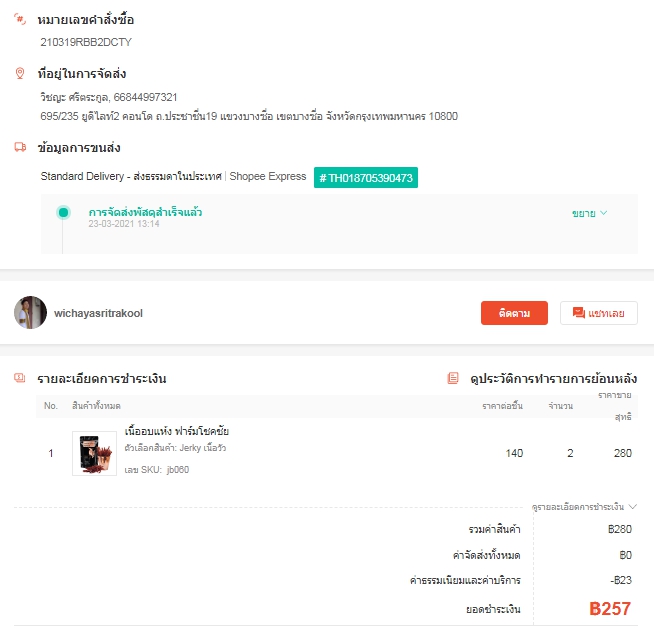 หมายเลขคำสั่งซื้อ
210319RBB2DCTY
ที่อยู่ในการจัดส่ง
วิชญะ ศรีตระกูล, 66844997321
695/235 ยูดีไลท์2 คอนโด ถ.ประชาชื่น19 แขวงบางซื่อ เขตบางซื่อ จังหวัดกรุงเทพมหานคร 10800
ข้อมูลการขนส่ง
Standard Delivery - ส่งธรรมดาในประเทศ | Shopee Express # TH018705390473
การจัดส่งพัสดุสำเร็จแล้ว ขยาย
23-03-2021 13:14
wichayasritrakool ติดตาม แชทเลย
รายละเอียดการชำระเงิน ดูประวัติการทำรายการย้อนหลัง
No. สินค้าทั้งหมด ราคาต่อชิ้น จำนวน ราคาขายสุทธิ
เนื้ออบแห้ง ฟาร์มโชคชัย
ตัวเลือกสินค้า: Jerky เนื้อวัว
1 140 2 280
เลข SKU: jb060
ดูรายละเอียดการชำระเงิน
รวมค่าสินค้า ฿280
ค่าจัดส่งทั้งหมด ฿0
ค่าธรรมเนียมและค่าบริการ -฿23
ยอดชำระเงิน ฿257